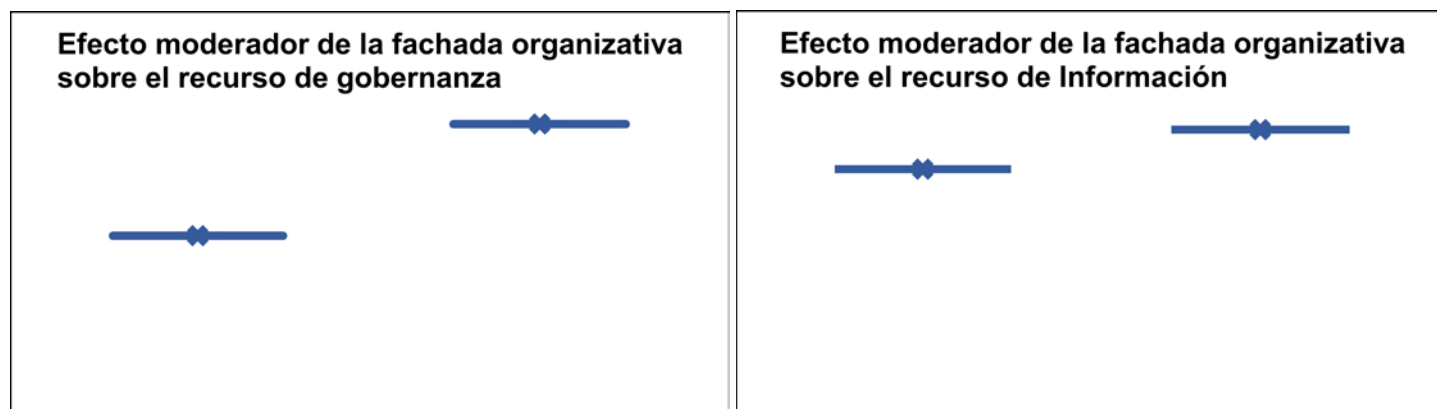 Efecto moderador de la fachada organizativa
sobre el recurso de gobernanza
Efecto moderador de la fachada organizativa
sobre el recurso de Información